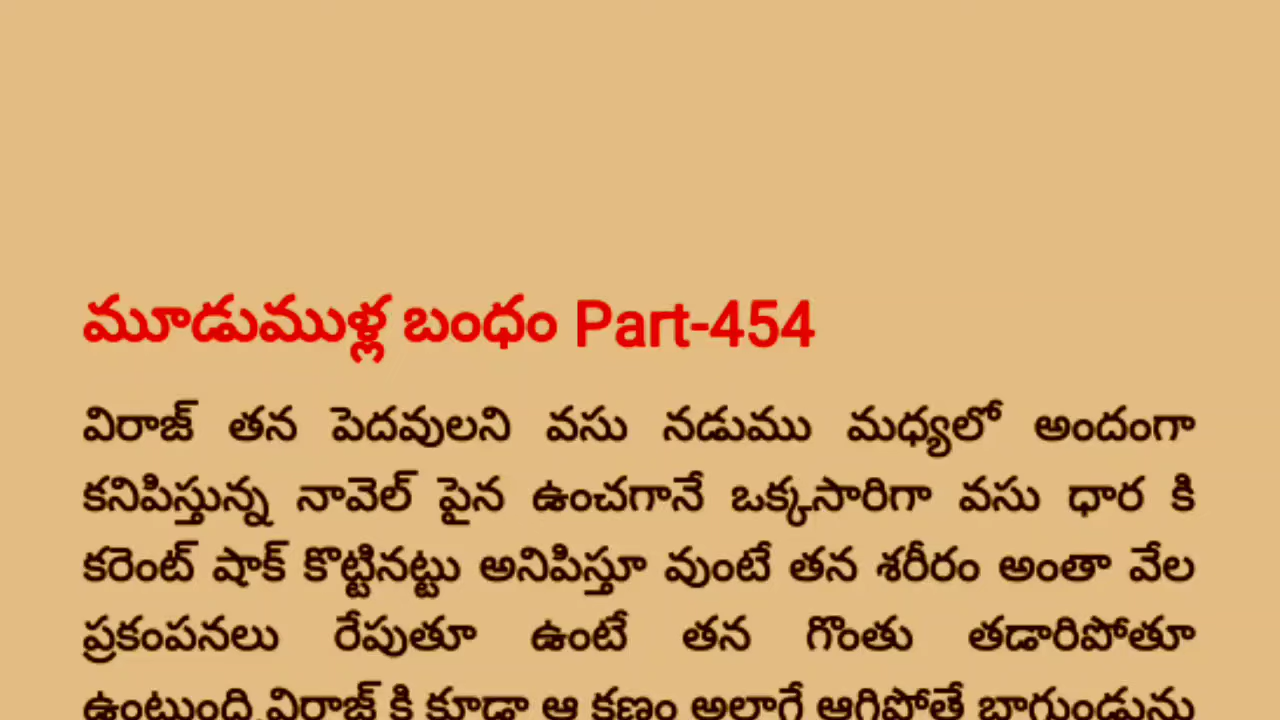 మూడుముళ్ల బంధం Part-454
విరాజ్ తన పెదవులని వసు నడుము మధ్యలో అందంగా
కనిపిస్తున్న నావెల్ పైన ఉంచగానే ఒక్కసారిగా వసు ధార కి
కరెంట్ షాక్ కొట్టినట్టు అనిపిస్తూ వుంటే తన శరీరం అంతా వేల
ప్రకంపనలు రేపుతూ ఉంటే తన గొంతు తడారిపోతూ
ఉంటుంది.విరాజ్ కి కూడా ఆ క్షణం అలాగే ఆగిపోతే బాగుండును